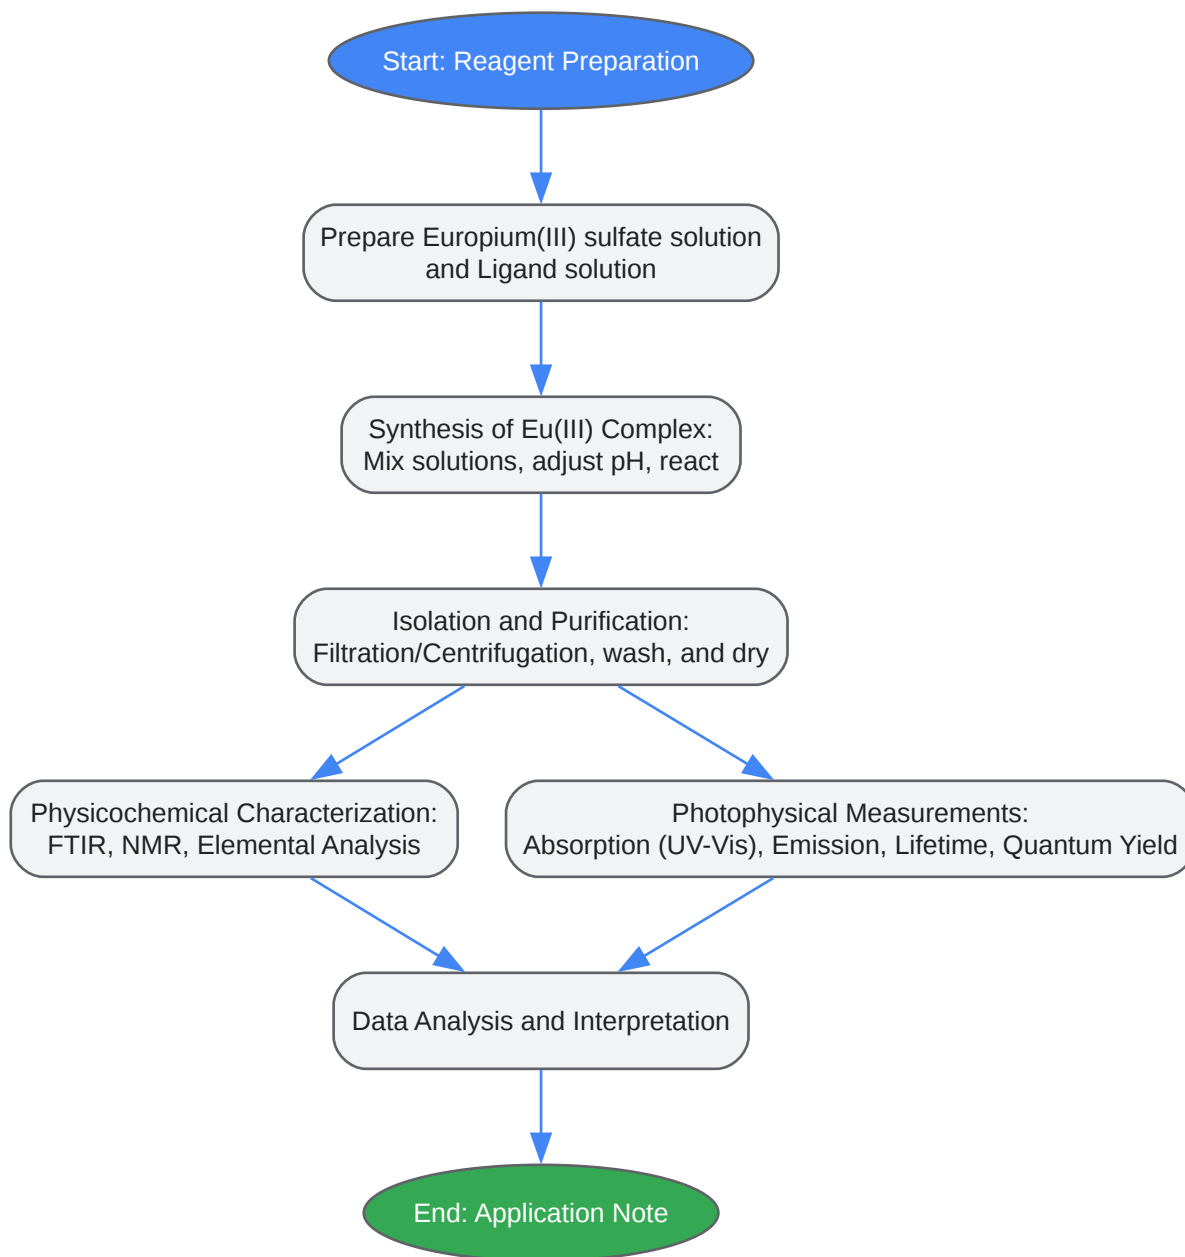 Start: Reagent Preparation
Prepare Europium(III) sulfate solution
and Ligand solution
Synthesis of Eu(III) Complex:
Mix solutions, adjust pH, react
Isolation and Purification:
Filtration/Centrifugation, wash, and dry
Physicochemical Characterization:
FTIR, NMR, Elemental Analysis
Photophysical Measurements:
Absorption (UV-Vis), Emission, Lifetime, Quantum Yield
Data Analysis and Interpretation
End: Application Note